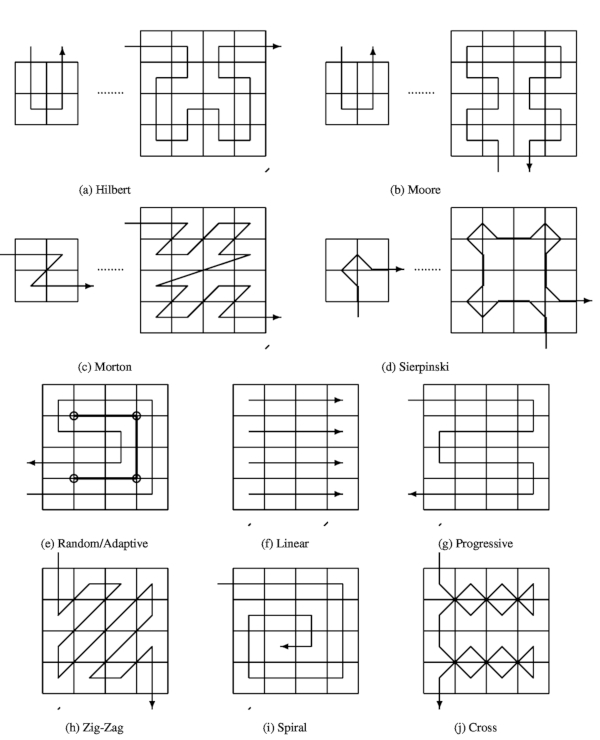 (a) Hilbert
(b) Moore
(c) Morton
(d) Sierpinski
(e) Random/Adaptive
(f) Linear
(g) Progressive
(h) Zig-Zag
(i) Spiral
(j) Cross